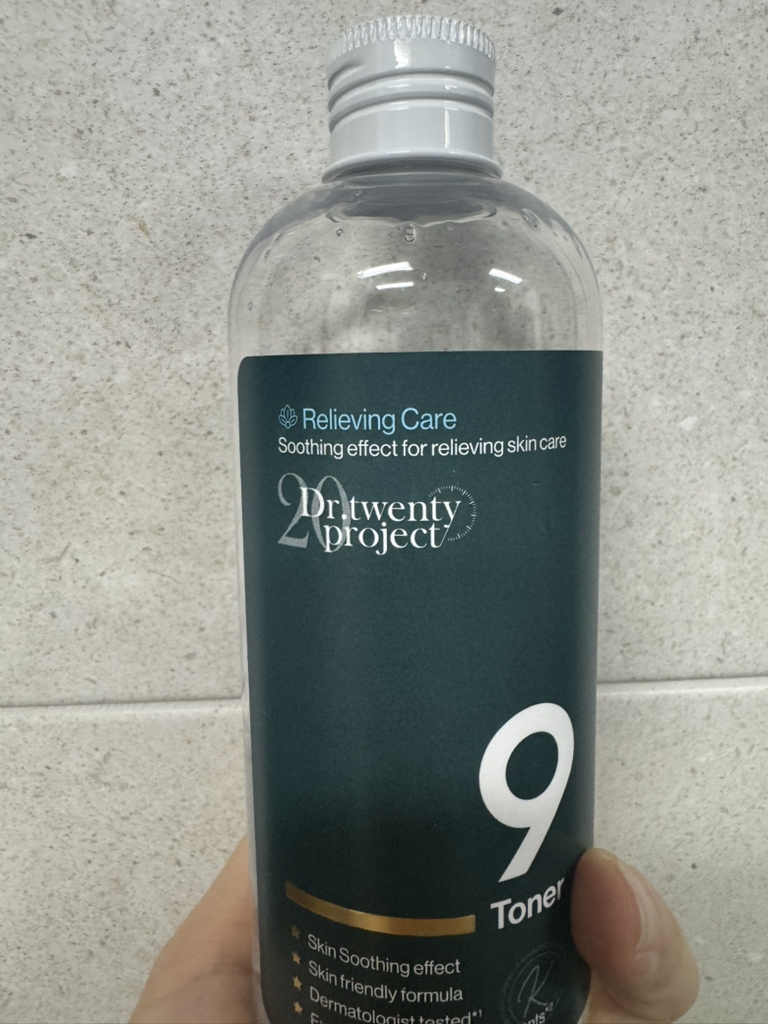 Relieving Care
Soothing effect for relieving skin care
20
Dr.twenty
project
9
Toner
Skin Soothing effect
Skin friendly formula
Dermatologist tested*¹
K